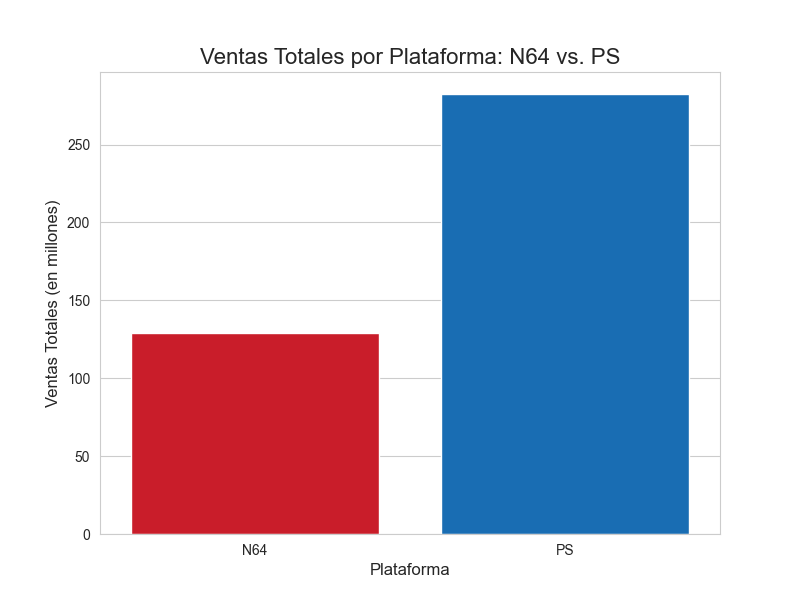 Ventas Totales por Plataforma: N64 vs. PS
Ventas Totales (en millones)
250
200
150
100
50
0
N64
PS
Plataforma